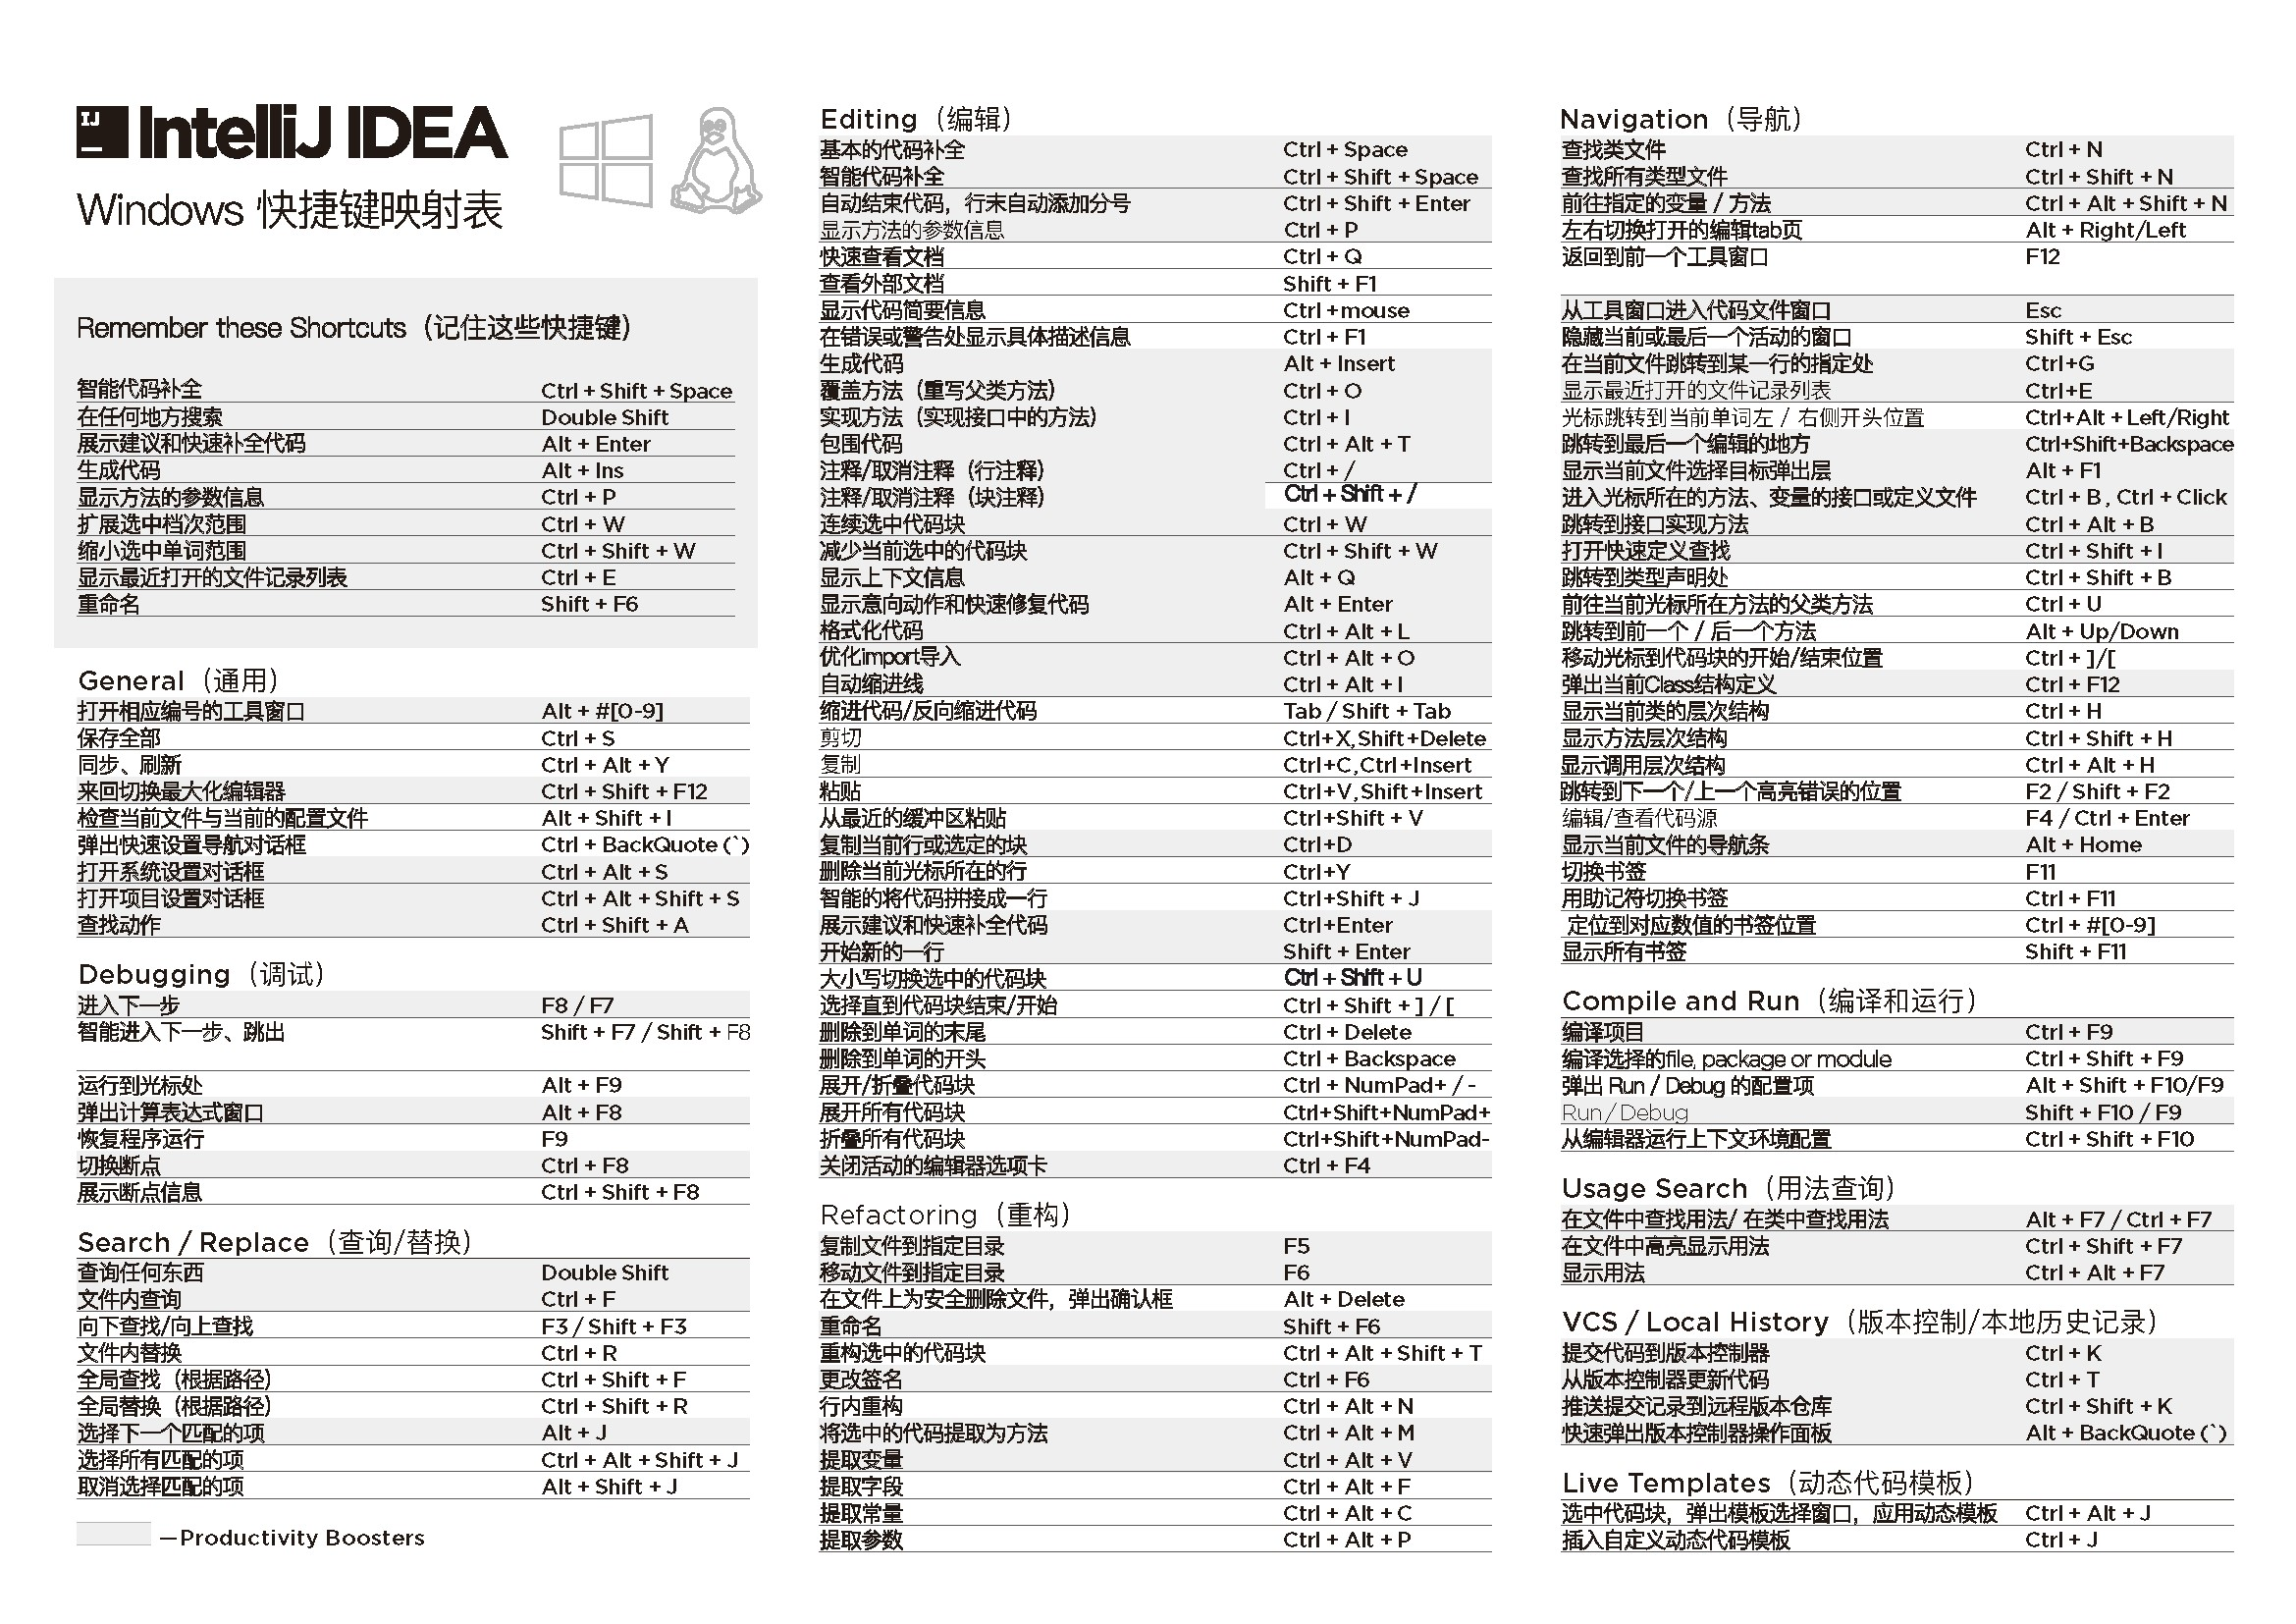 IJ IntelliJ IDEA
Windows 快捷键映射表
Remember these Shortcuts（记住这些快捷键）
智能代码补全 Ctrl + Shift + Space
在任何地方搜索 Double Shift
展示建议和快速补全代码 Alt + Enter
生成代码 Alt + Ins
显示方法的参数信息 Ctrl + P
扩展选中档次范围 Ctrl + W
缩小选中单词范围 Ctrl + Shift + W
显示最近打开的文件记录列表 Ctrl + E
重命名 Shift + F6
General（通用）
打开相应编号的工具窗口 Alt + #[0-9]
保存全部 Ctrl + S
同步、刷新 Ctrl + Alt + Y
来回切换最大化编辑器 Ctrl + Shift + F12
检查当前文件与当前的配置文件 Alt + Shift + I
弹出快速设置导航对话框 Ctrl + BackQuote (`)
打开系统设置对话框 Ctrl + Alt + S
打开项目设置对话框 Ctrl + Alt + Shift + S
查找动作 Ctrl + Shift + A
Debugging（调试）
进入下一步 F8 / F7
智能进入下一步、跳出 Shift + F7 / Shift + F8
运行到光标处 Alt + F9
弹出计算表达式窗口 Alt + F8
恢复程序运行 F9
切换断点 Ctrl + F8
展示断点信息 Ctrl + Shift + F8
Search / Replace（查询/替换）
查询任何东西 Double Shift
文件内查询 Ctrl + F
向下查找/向上查找 F3 / Shift + F3
文件内替换 Ctrl + R
全局查找（根据路径） Ctrl + Shift + F
全局替换（根据路径） Ctrl + Shift + R
选择下一个匹配的项 Alt + J
选择所有匹配的项 Ctrl + Alt + Shift + J
取消选择匹配的项 Alt + Shift + J
—Productivity Boosters
Editing（编辑）
基本的代码补全 Ctrl + Space
智能代码补全 Ctrl + Shift + Space
自动结束代码，行末自动添加分号 Ctrl + Shift + Enter
显示方法的参数信息 Ctrl + P
快速查看文档 Ctrl + Q
查看外部文档 Shift + F1
显示代码简要信息 Ctrl +mouse
在错误或警告处显示具体描述信息 Ctrl + F1
生成代码 Alt + Insert
覆盖方法（重写父类方法） Ctrl + O
实现方法（实现接口中的方法） Ctrl + I
包围代码 Ctrl + Alt + T
注释/取消注释（行注释） Ctrl + /
注释/取消注释（块注释） Ctrl + Shift + /
连续选中代码块 Ctrl + W
减少当前选中的代码块 Ctrl + Shift + W
显示上下文信息 Alt + Q
显示意向动作和快速修复代码 Alt + Enter
格式化代码 Ctrl + Alt + L
优化import导入 Ctrl + Alt + O
自动缩进线 Ctrl + Alt + I
缩进代码/反向缩进代码 Tab / Shift + Tab
剪切 Ctrl+X,Shift+Delete
复制 Ctrl+C,Ctrl+Insert
粘贴 Ctrl+V,Shift+Insert
从最近的缓冲区粘贴 Ctrl+Shift + V
复制当前行或选定的块 Ctrl+D
删除当前光标所在的行 Ctrl+Y
智能的将代码拼接成一行 Ctrl+Shift + J
展示建议和快速补全代码 Ctrl+Enter
开始新的一行 Shift + Enter
大小写切换选中的代码块 Ctrl + Shift + U
选择直到代码块结束/开始 Ctrl + Shift + ] / [
删除到单词的末尾 Ctrl + Delete
删除到单词的开头 Ctrl + Backspace
展开/折叠代码块 Ctrl + NumPad+ / -
展开所有代码块 Ctrl+Shift+NumPad+
折叠所有代码块 Ctrl+Shift+NumPad-
关闭活动的编辑器选项卡 Ctrl + F4
Refactoring（重构）
复制文件到指定目录 F5
移动文件到指定目录 F6
在文件上为安全删除文件，弹出确认框 Alt + Delete
重命名 Shift + F6
重构选中的代码块 Ctrl + Alt + Shift + T
更改签名 Ctrl + F6
行内重构 Ctrl + Alt + N
将选中的代码提取为方法 Ctrl + Alt + M
提取变量 Ctrl + Alt + V
提取字段 Ctrl + Alt + F
提取常量 Ctrl + Alt + C
提取参数 Ctrl + Alt + P
Navigation（导航）
查找类文件 Ctrl + N
查找所有类型文件 Ctrl + Shift + N
前往指定的变量 / 方法 Ctrl + Alt + Shift + N
左右切换打开的编辑tab页 Alt + Right/Left
返回到前一个工具窗口 F12
从工具窗口进入代码文件窗口 Esc
隐藏当前或最后一个活动的窗口 Shift + Esc
在当前文件跳转到某一行的指定处 Ctrl+G
显示最近打开的文件记录列表 Ctrl+E
光标跳转到当前单词左 / 右侧开头位置 Ctrl+Alt + Left/Right
跳转到最后一个编辑的地方 Ctrl+Shift+Backspace
显示当前文件选择目标弹出层 Alt + F1
进入光标所在的方法、变量的接口或定义文件 Ctrl + B , Ctrl + Click
跳转到接口实现方法 Ctrl + Alt + B
打开快速定义查找 Ctrl + Shift + I
跳转到类型声明处 Ctrl + Shift + B
前往当前光标所在方法的父类方法 Ctrl + U
跳转到前一个 / 后一个方法 Alt + Up/Down
移动光标到代码块的开始/结束位置 Ctrl + ]/[
弹出当前Class结构定义 Ctrl + F12
显示当前类的层次结构 Ctrl + H
显示方法层次结构 Ctrl + Shift + H
显示调用层次结构 Ctrl + Alt + H
跳转到下一个/上一个高亮错误的位置 F2 / Shift + F2
编辑/查看代码源 F4 / Ctrl + Enter
显示当前文件的导航条 Alt + Home
切换书签 F11
用助记符切换书签 Ctrl + F11
定位到对应数值的书签位置 Ctrl + #[0-9]
显示所有书签 Shift + F11
Compile and Run（编译和运行）
编译项目 Ctrl + F9
编译选择的file, package or module Ctrl + Shift + F9
弹出 Run / Debug 的配置项 Alt + Shift + F10/F9
Run / Debug Shift + F10 / F9
从编辑器运行上下文环境配置 Ctrl + Shift + F10
Usage Search（用法查询）
在文件中查找用法/ 在类中查找用法 Alt + F7 / Ctrl + F7
在文件中高亮显示用法 Ctrl + Shift + F7
显示用法 Ctrl + Alt + F7
VCS / Local History（版本控制/本地历史记录）
提交代码到版本控制器 Ctrl + K
从版本控制器更新代码 Ctrl + T
推送提交记录到远程版本仓库 Ctrl + Shift + K
快速弹出版本控制器操作面板 Alt + BackQuote (`)
Live Templates（动态代码模板）
选中代码块，弹出模板选择窗口，应用动态模板 Ctrl + Alt + J
插入自定义动态代码模板 Ctrl + J